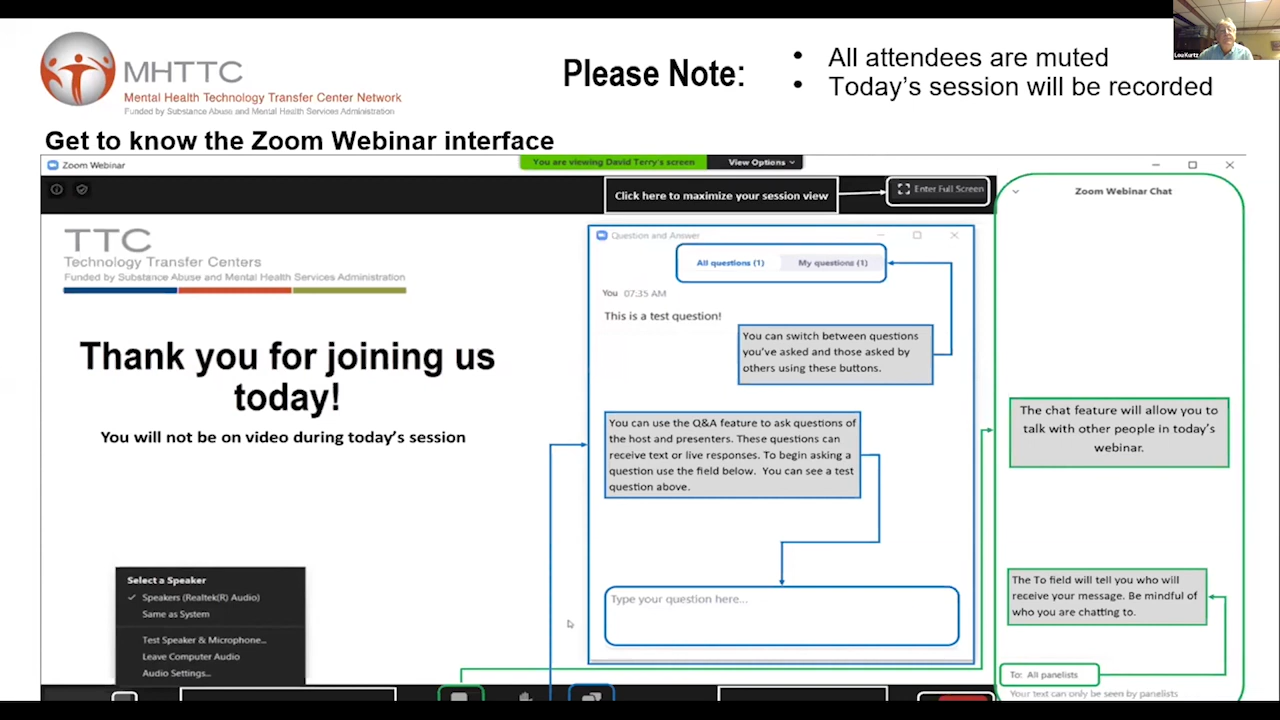 MHTTC
Mental Health Technology Transfer Center Network
Funded by Substance Abuse and Mental Health Services Administration
Please Note:
• All attendees are muted
• Today's session will be recorded
Lou Kurtz
Get to know the Zoom Webinar interface
Zoom Webinar
You are viewing David Terry's screen
View Options
Click here to maximize your session view
Enter Full Screen
Zoom Webinar Chat
TTC
Technology Transfer Centers
Funded by Substance Abuse and Mental Health Services Administration
Thank you for joining us
today!
You will not be on video during today's session
Question and Answer
All questions (1)
My questions (1)
You 07:35 AM
This is a test question!
You can switch between questions
you've asked and those asked by
others using these buttons.
You can use the Q&A feature to ask questions of
the host and presenters. These questions can
receive text or live responses. To begin asking a
question use the field below. You can see a test
question above.
Type your question here...
The chat feature will allow you to
talk with other people in today's
webinar.
The To field will tell you who will
receive your message. Be mindful of
who you are chatting to.
To: All panelists
Your text can only be seen by panelists
Select a Speaker
✓ Speakers (Realtek(R) Audio)
Same as System
Test Speaker & Microphone...
Leave Computer Audio
Audio Settings...